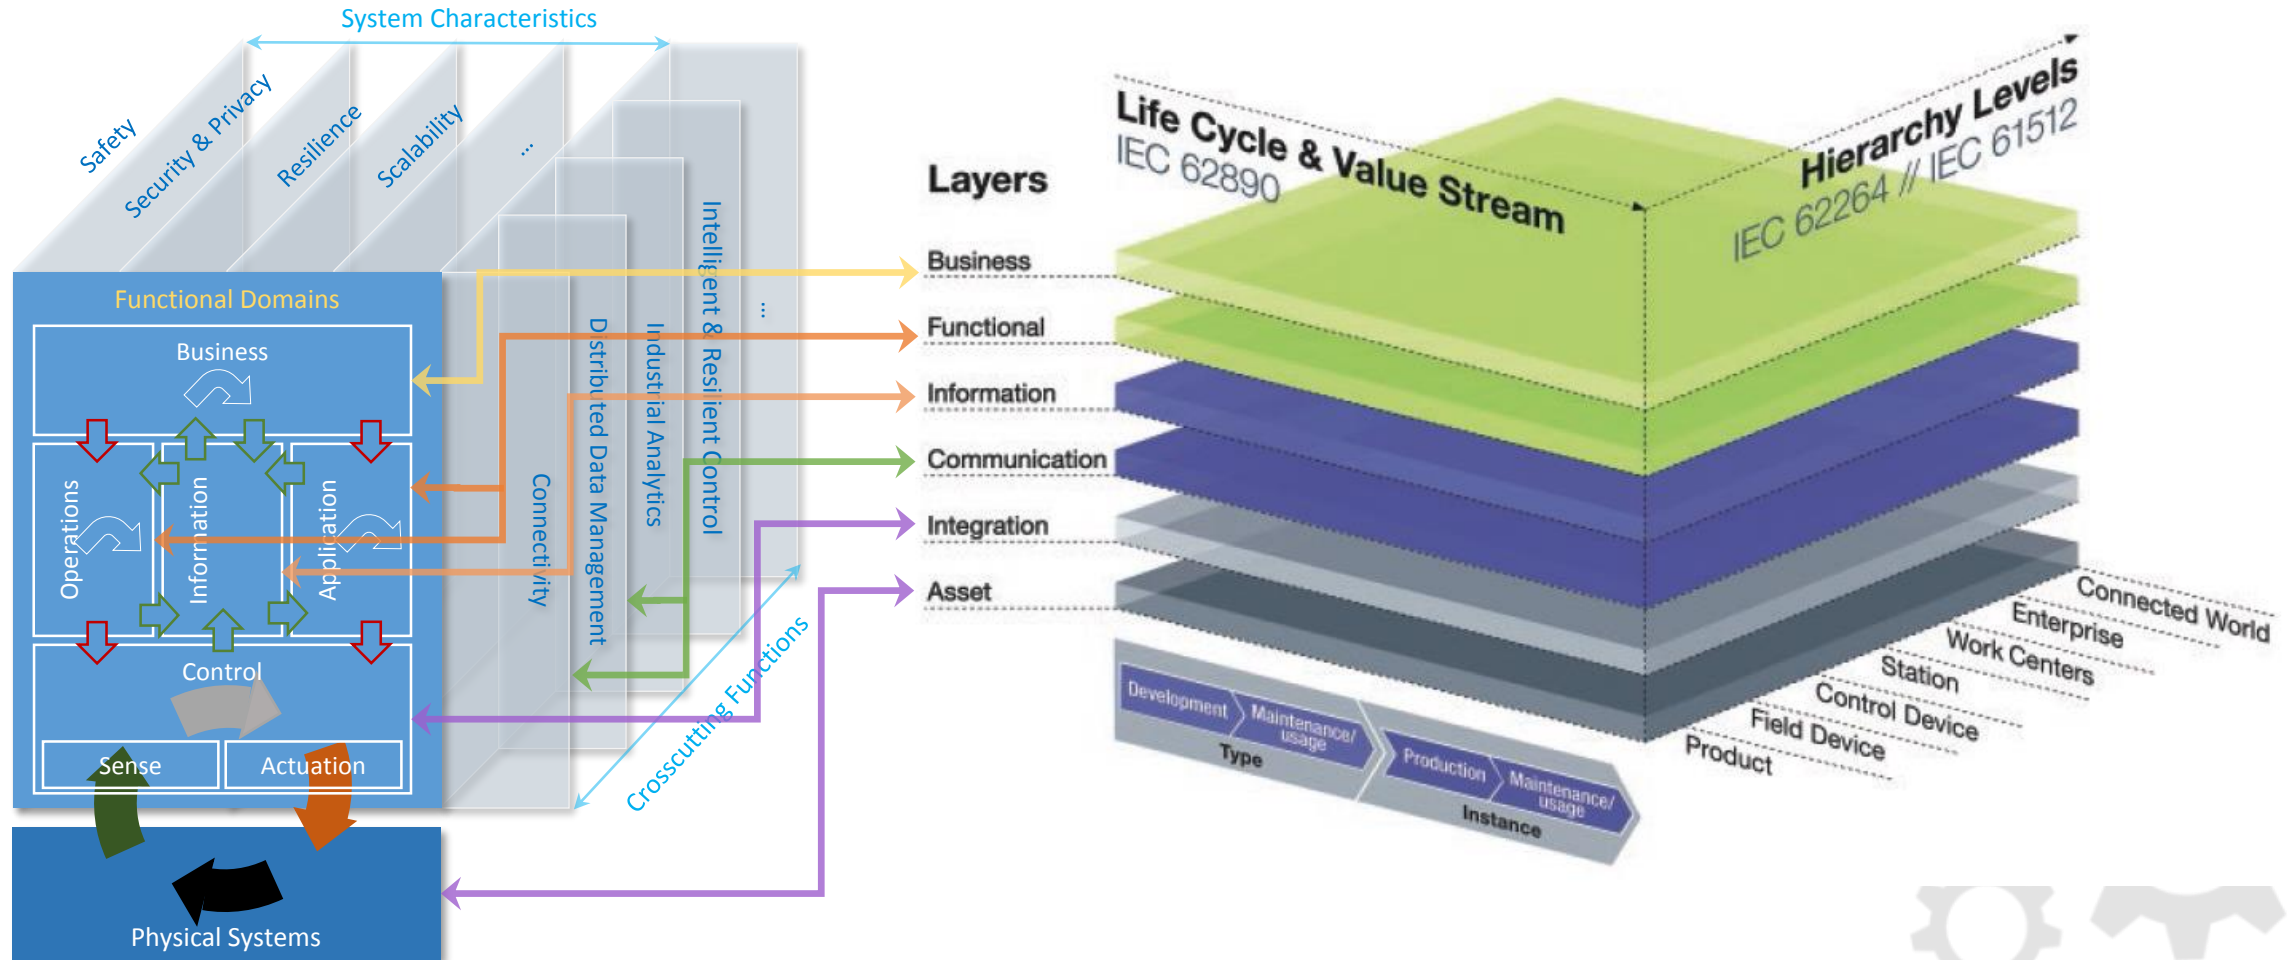 System Characteristics
Safety
Security & Privacy
Resilience
Scalability
...
Functional Domains
Business
Operations
Information
Application
Control
Sense
Actuation
Physical Systems
Connectivity
Distributed Data Management
Industrial Analytics
Intelligent & Resilient Control
...
Crosscutting Functions
Layers
Business
Functional
Information
Communication
Integration
Asset
Life Cycle & Value Stream
IEC 62890
Hierarchy Levels
IEC 62264 // IEC 61512
Connected World
Enterprise
Work Centers
Station
Control Device
Field Device
Product
Development
Maintenance/
usage
Type
Production
Maintenance/
usage
Instance